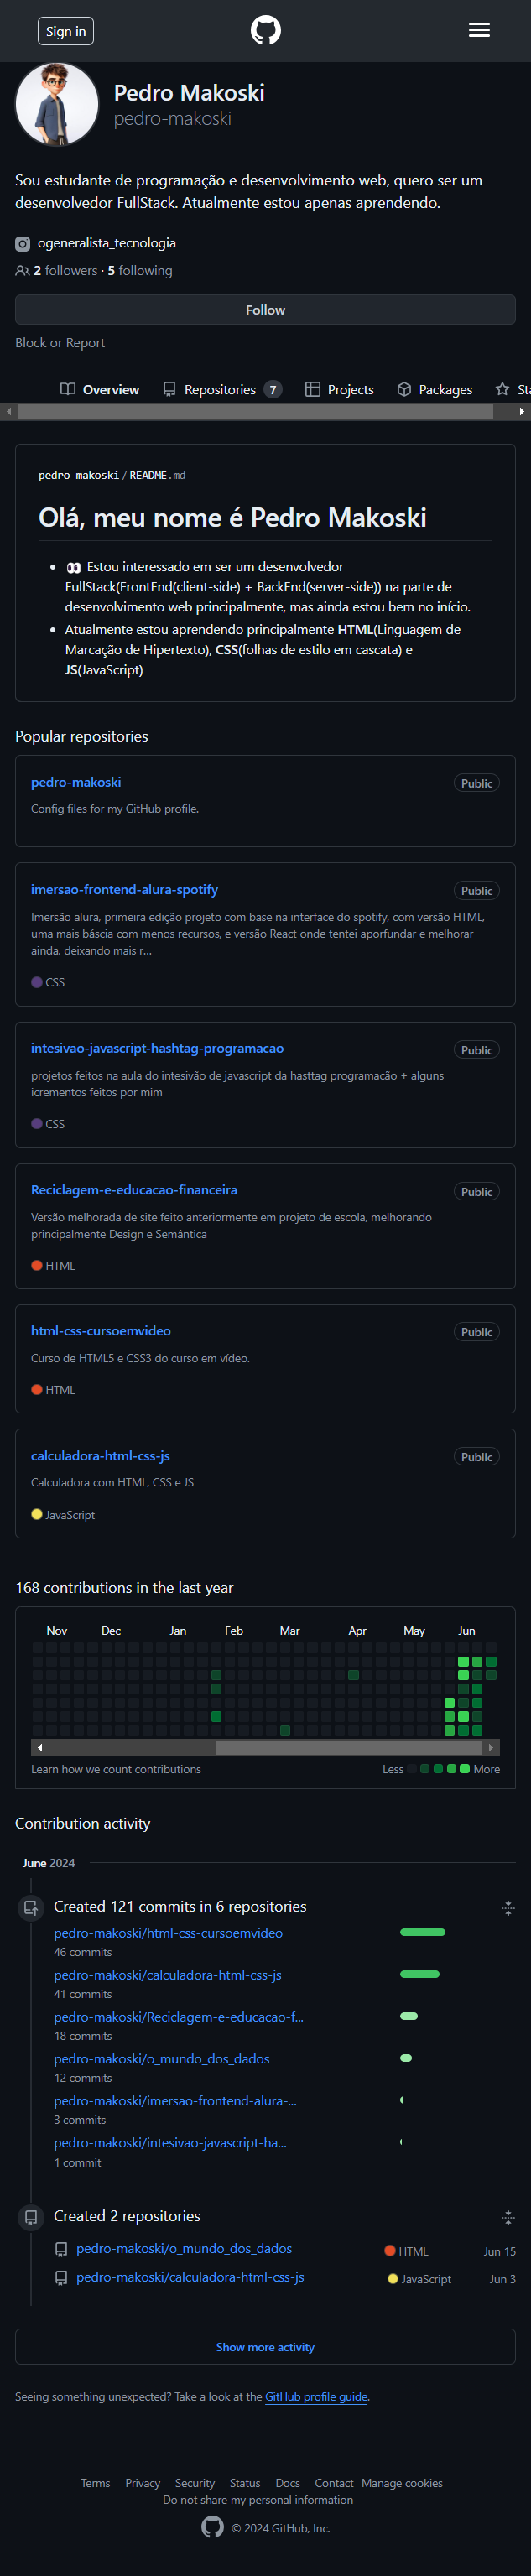 Sign in
Pedro Makoski
pedro-makoski
Sou estudante de programação e desenvolvimento web, quero ser um
desenvolvedor FullStack. Atualmente estou apenas aprendendo.
ogeneralista_tecnologia
2 followers · 5 following
Follow
Block or Report
Overview Repositories 7 Projects Packages Sta
pedro-makoski/README.md
Olá, meu nome é Pedro Makoski
• 👀 Estou interessado em ser um desenvolvedor
FullStack(FrontEnd(client-side) + BackEnd(server-side)) na parte de
desenvolvimento web principalmente, mas ainda estou bem no início.
• Atualmente estou aprendendo principalmente HTML(Linguagem de
Marcação de Hipertexto), CSS(folhas de estilo em cascata) e
JS(JavaScript)
Popular repositories
pedro-makoski Public
Config files for my GitHub profile.
imersao-frontend-alura-spotify Public
Imersão alura, primeira edição projeto com base na interface do spotify, com versão HTML,
uma mais báscia com menos recursos, e versão React onde tentei aporfundar e melhorar
ainda, deixando mais r…
CSS
intesivao-javascript-hashtag-programacao Public
projetos feitos na aula do intesivão de javascript da hasttag programacão + alguns
icrementos feitos por mim
CSS
Reciclagem-e-educacao-financeira Public
Versão melhorada de site feito anteriormente em projeto de escola, melhorando
principalmente Design e Semântica
HTML
html-css-cursoemvideo Public
Curso de HTML5 e CSS3 do curso em vídeo.
HTML
calculadora-html-css-js Public
Calculadora com HTML, CSS e JS
JavaScript
168 contributions in the last year
Nov Dec Jan Feb Mar Apr May Jun
Learn how we count contributions Less More
Contribution activity
June 2024
Created 121 commits in 6 repositories
pedro-makoski/html-css-cursoemvideo
46 commits
pedro-makoski/calculadora-html-css-js
41 commits
pedro-makoski/Reciclagem-e-educacao-f...
18 commits
pedro-makoski/o_mundo_dos_dados
12 commits
pedro-makoski/imersao-frontend-alura-...
3 commits
pedro-makoski/intesivao-javascript-ha...
1 commit
Created 2 repositories
pedro-makoski/o_mundo_dos_dados HTML Jun 15
pedro-makoski/calculadora-html-css-js JavaScript Jun 3
Show more activity
Seeing something unexpected? Take a look at the GitHub profile guide.
Terms Privacy Security Status Docs Contact Manage cookies
Do not share my personal information
© 2024 GitHub, Inc.